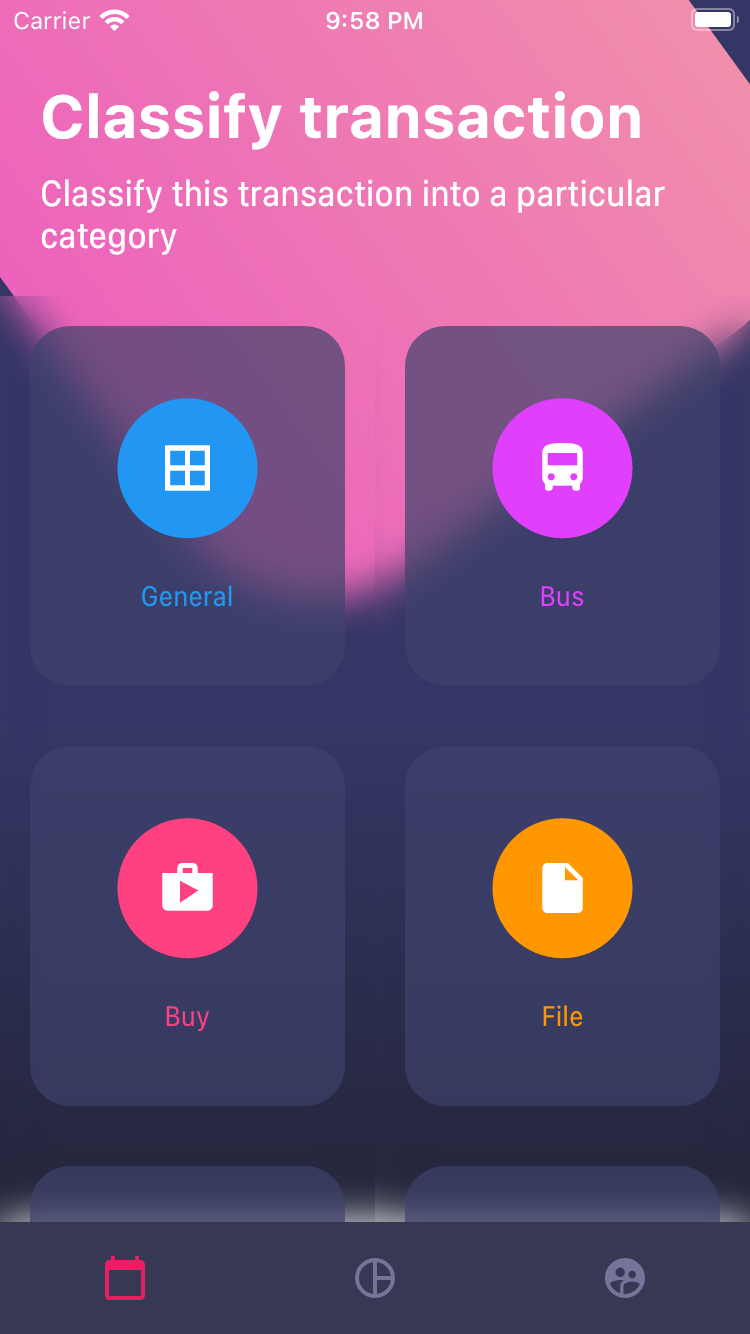 Carrier 9:58 PM
Classify transaction
Classify this transaction into a particular
category
General Bus
Buy File